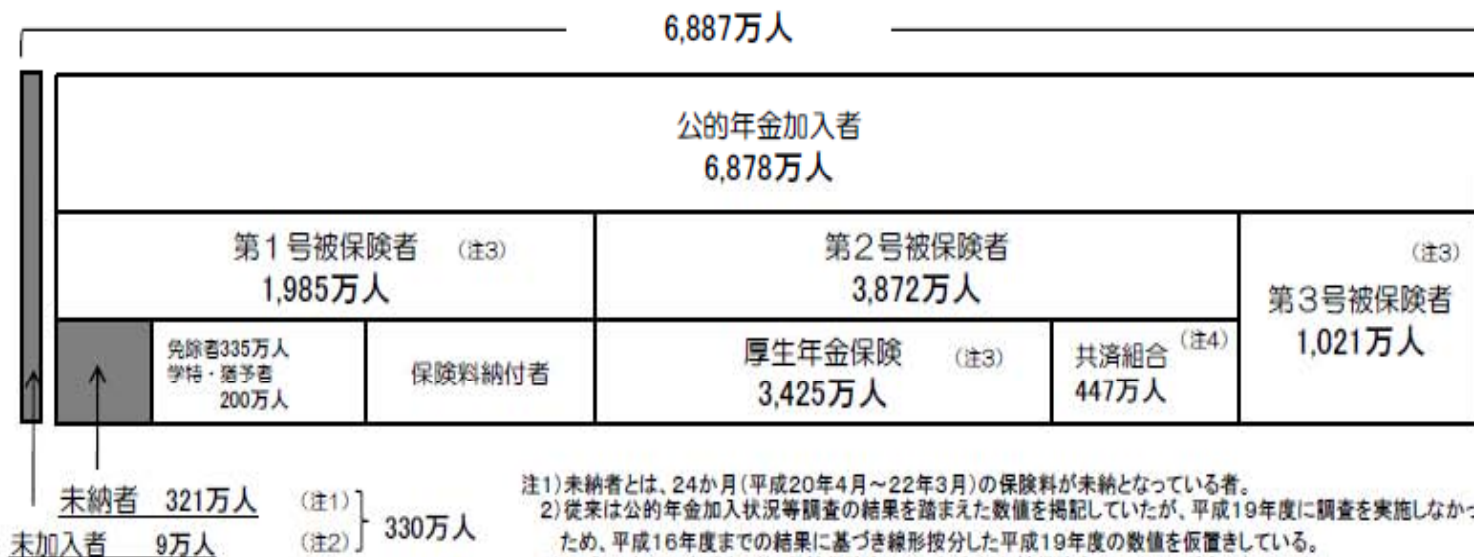 6,887万人
公的年金加入者
6,878万人
第1号被保険者 (注3)
1,985万人
第2号被保険者
3,872万人
(注3)
第3号被保険者
1,021万人
免除者335万人
学特・猶予者
200万人
保険料納付者
厚生年金保険 (注3)
3,425万人
共済組合 (注4)
447万人
未納者 321万人 (注1)
未加入者 9万人 (注2)
330万人
注1)未納者とは、24か月(平成20年4月~22年3月)の保険料が未納となっている者。
2)従来は公的年金加入状況等調査の結果を踏まえた数値を掲記していたが、平成19年度に調査を実施しなかっ
ため、平成16年度までの結果に基づき線形按分した平成19年度の数値を仮置きしている。